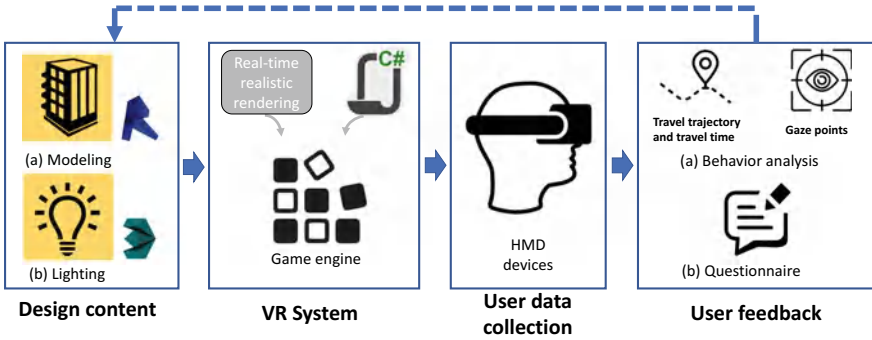 Real-time
realistic
rendering
C#
Travel trajectory
and travel time
Gaze points
(a) Modeling
(a) Behavior analysis
(b) Lighting
Game engine
HMD
devices
(b) Questionnaire
Design content
VR System
User data
collection
User feedback